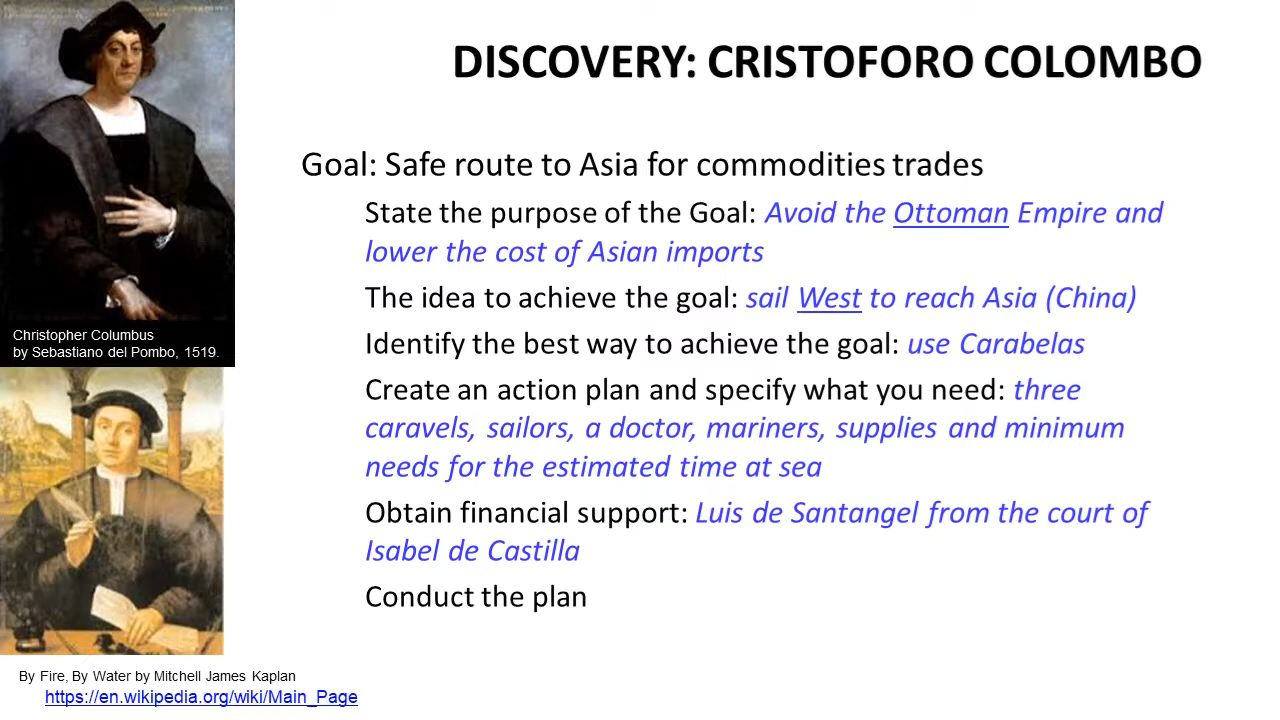 DISCOVERY: CRISTOFORO COLOMBO
Goal: Safe route to Asia for commodities trades
State the purpose of the Goal: Avoid the Ottoman Empire and
lower the cost of Asian imports
The idea to achieve the goal: sail West to reach Asia (China)
Identify the best way to achieve the goal: use Carabelas
Create an action plan and specify what you need: three
caravels, sailors, a doctor, mariners, supplies and minimum
needs for the estimated time at sea
Obtain financial support: Luis de Santangel from the court of
Isabel de Castilla
Conduct the plan
Christopher Columbus
by Sebastiano del Pombo, 1519.
By Fire, By Water by Mitchell James Kaplan
https://en.wikipedia.org/wiki/Main_Page